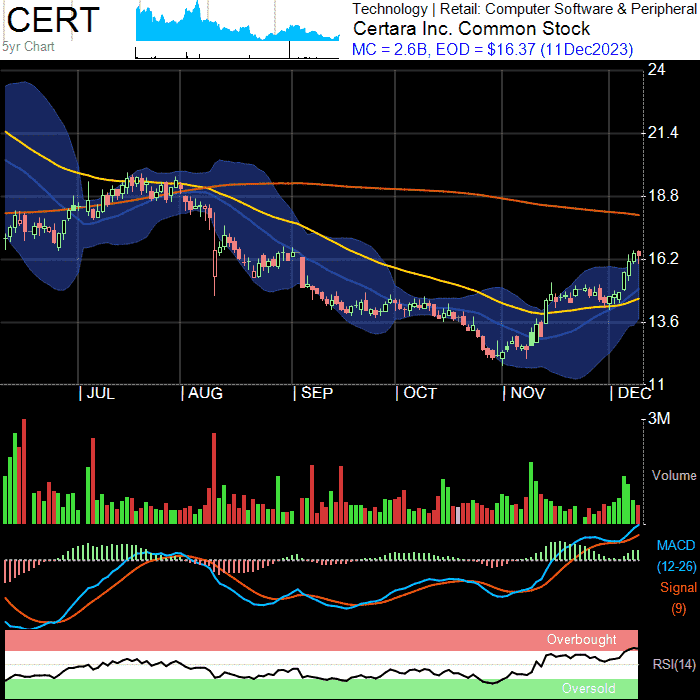 CERT
5yr Chart
Technology | Retail: Computer Software & Peripheral
Certara Inc. Common Stock
MC = 2.6B, EOD = $16.37 (11Dec2023)
24
21.4
18.8
16.2
13.6
11
| JUL | AUG | SEP | OCT | NOV | DEC
3M
Volume
MACD
(12-26)
Signal
(9)
Overbought
RSI(14)
Oversold